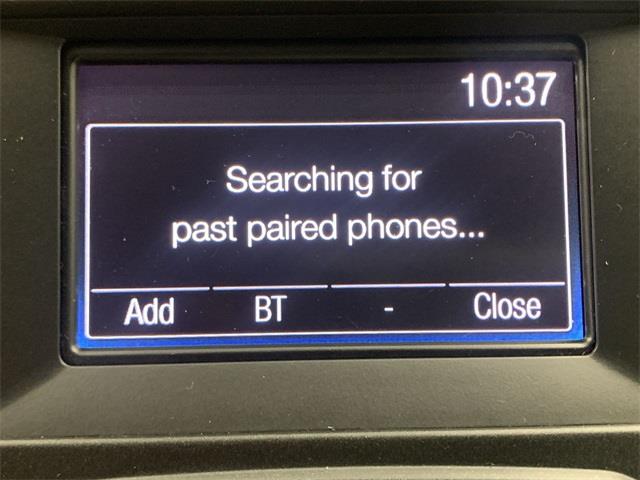 10:37
Searching for
past paired phones...
Add BT - Close